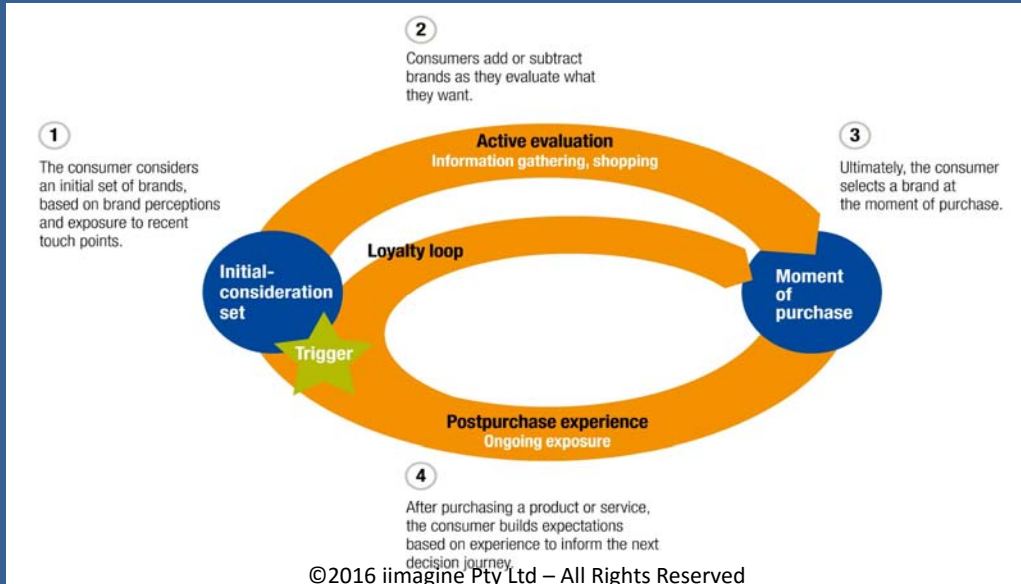 2
Consumers add or subtract
brands as they evaluate what
they want.
1
The consumer considers
an initial set of brands,
based on brand perceptions
and exposure to recent
touch points.
Active evaluation
Information gathering, shopping
3
Ultimately, the consumer
selects a brand at
the moment of purchase.
Loyalty loop
Initial-
consideration
set
Moment
of
purchase
Trigger
Postpurchase experience
Ongoing exposure
4
After purchasing a product or service,
the consumer builds expectations
based on experience to inform the next
decision journey.
©2016 iimagine Pty Ltd – All Rights Reserved